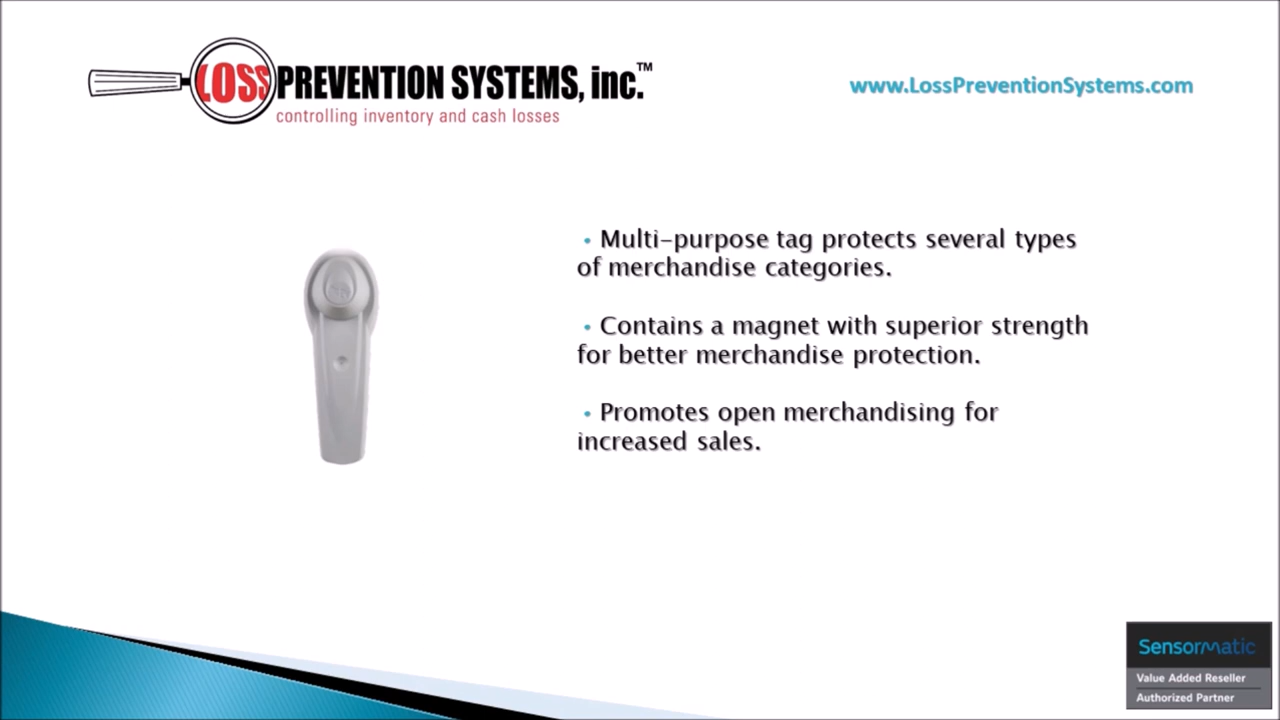 LOSS PREVENTION SYSTEMS, inc.™
controlling inventory and cash losses
www.LossPreventionSystems.com
• Multi-purpose tag protects several types
of merchandise categories.
• Contains a magnet with superior strength
for better merchandise protection.
• Promotes open merchandising for
increased sales.
Sensormatic
Value Added Reseller
Authorized Partner